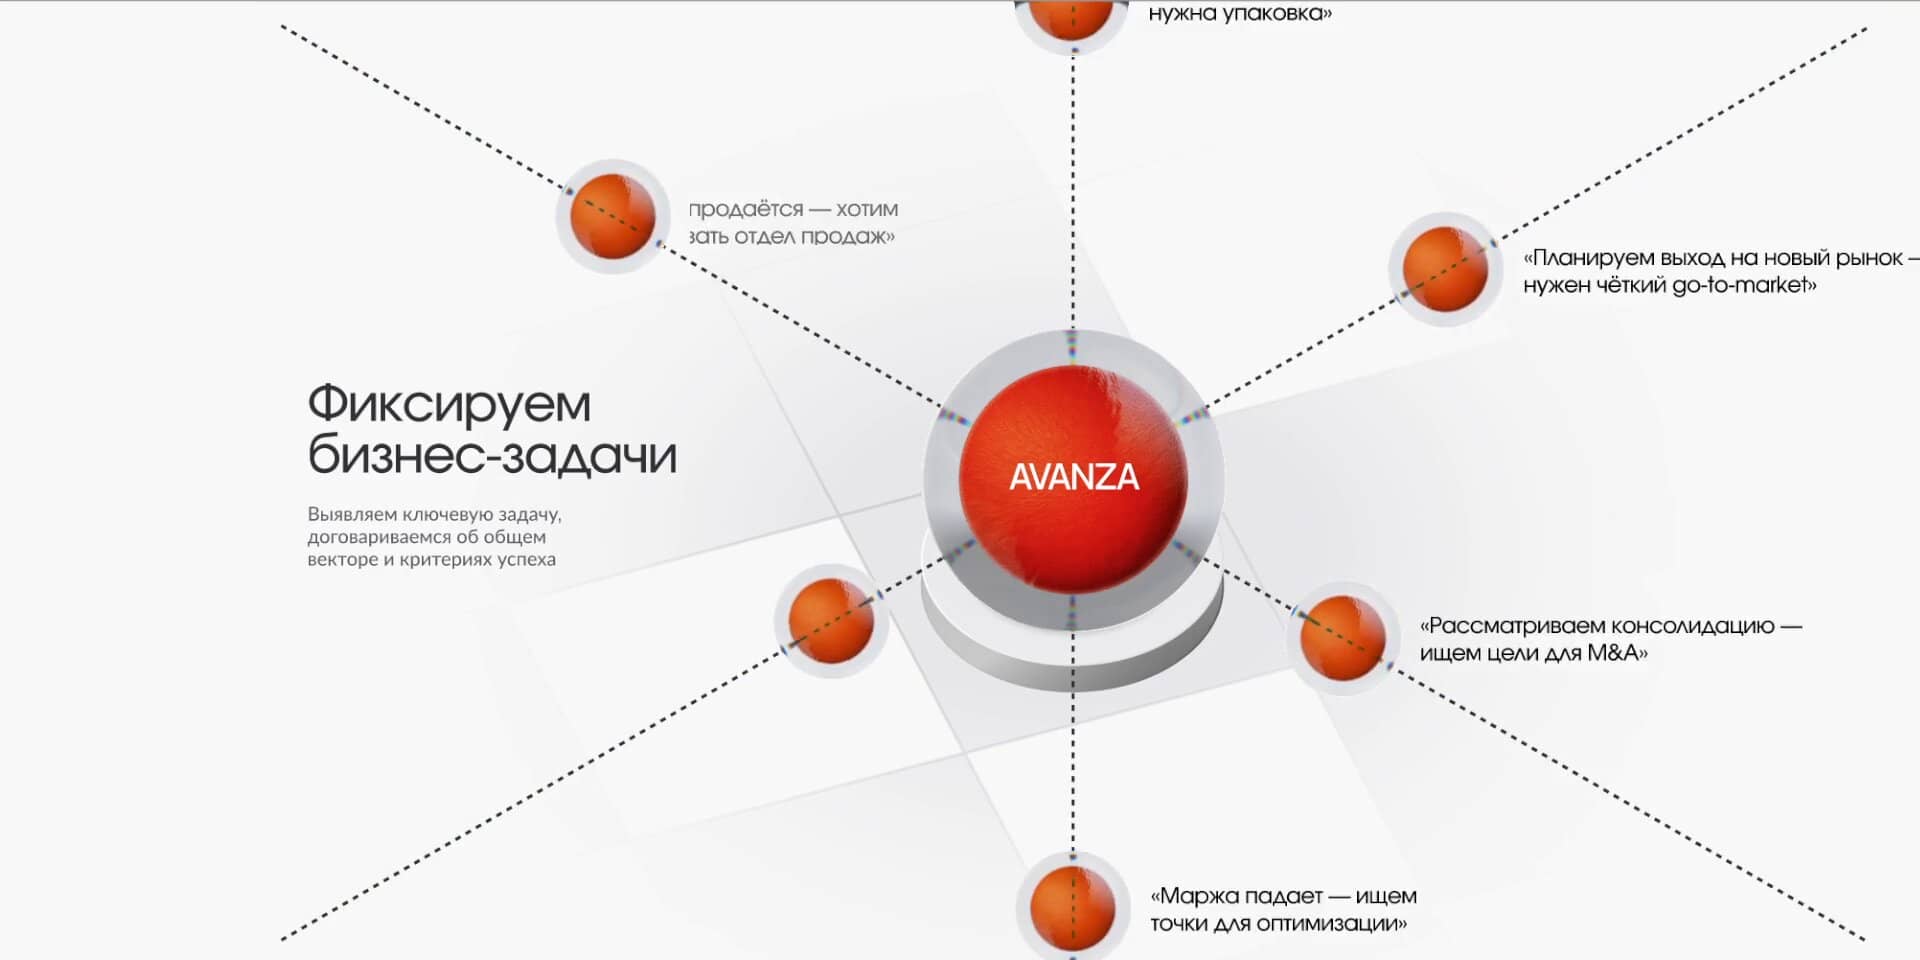 нужна упаковка»
продаётся — хотим
отдел продаж»
«Планируем выход на новый рынок —
нужен чёткий go-to-market»
Фиксируем
бизнес-задачи
AVANZA
Выявляем ключевую задачу,
договариваемся об общем
векторе и критериях успеха
«Рассматриваем консолидацию —
ищем цели для M&A»
«Маржа падает — ищем
точки для оптимизации»